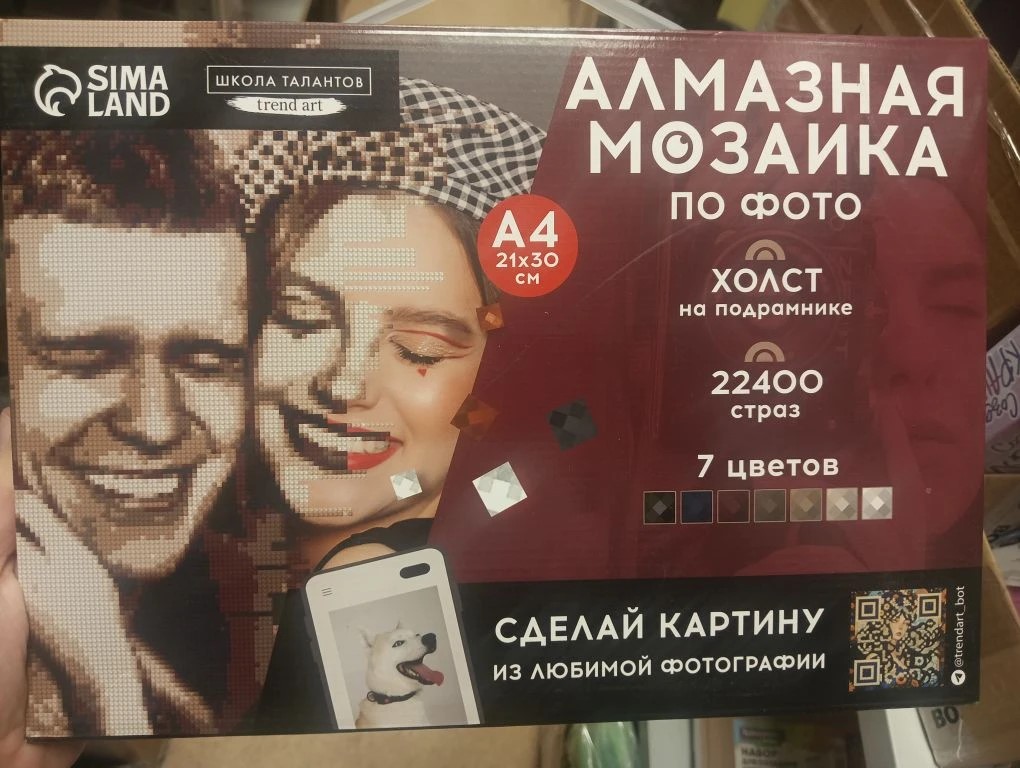 SIMA
LAND
ШКОЛА ТАЛАНТОВ
trend art
АЛМАЗНАЯ
МОЗАИКА
ПО ФОТО
А4
21х30
см
ХОЛСТ
на подрамнике
22400
страз
7 цветов
СДЕЛАЙ КАРТИНУ
ИЗ ЛЮБИМОЙ ФОТОГРАФИИ
@trendart_bot
ВО